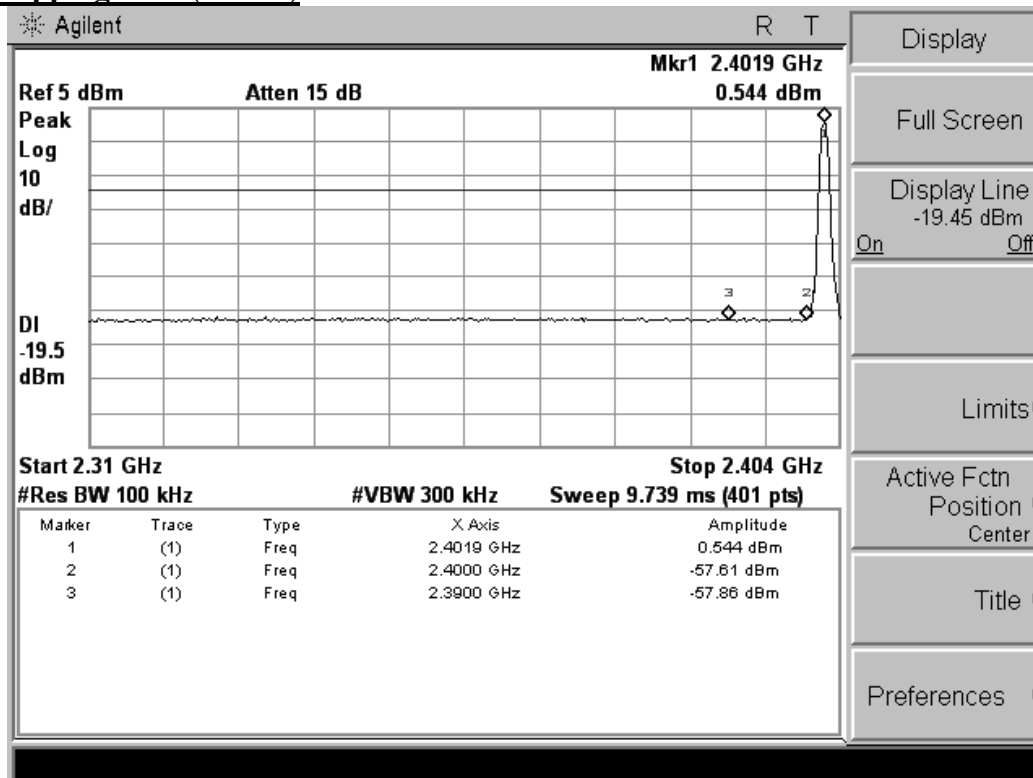 Agilent R T
Mkr1 2.4019 GHz
Ref 5 dBm Atten 15 dB 0.544 dBm
Peak
Log
10
dB/
3 2
DI
-19.5
dBm
Start 2.31 GHz Stop 2.404 GHz
#Res BW 100 kHz #VBW 300 kHz Sweep 9.739 ms (401 pts)
Marker Trace Type X Axis Amplitude
1 (1) Freq 2.4019 GHz 0.544 dBm
2 (1) Freq 2.4000 GHz -57.61 dBm
3 (1) Freq 2.3900 GHz -57.86 dBm
Display
Full Screen
Display Line
-19.45 dBm
On Off
Limits
Active Fctn
Position
Center
Title
Preferences